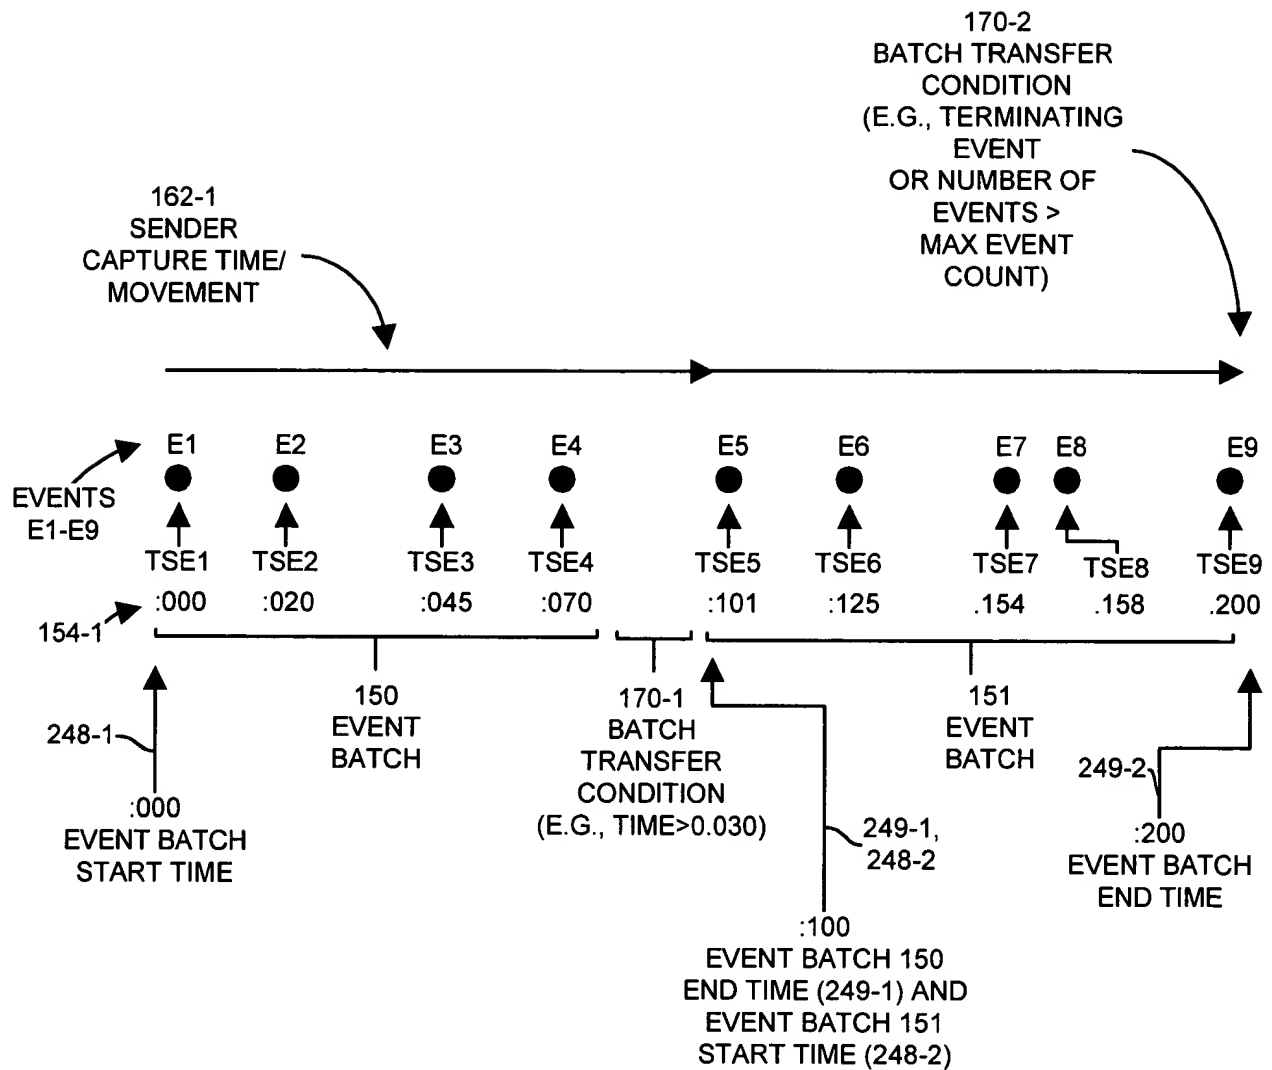 170-2
BATCH TRANSFER
CONDITION
(E.G., TERMINATING
EVENT
OR NUMBER OF
EVENTS >
MAX EVENT
COUNT)
162-1
SENDER
CAPTURE TIME/
MOVEMENT
E1 E2 E3 E4 E5 E6 E7 E8 E9
EVENTS
E1-E9
TSE1 TSE2 TSE3 TSE4 TSE5 TSE6 TSE7 TSE8 TSE9
:000 :020 :045 :070 :101 :125 .154 .158 .200
154-1
150
EVENT
BATCH
170-1
BATCH
TRANSFER
CONDITION
(E.G., TIME>0.030)
151
EVENT
BATCH
248-1
:000
EVENT BATCH
START TIME
249-1,
248-2
249-2
:200
EVENT BATCH
END TIME
:100
EVENT BATCH 150
END TIME (249-1) AND
EVENT BATCH 151
START TIME (248-2)